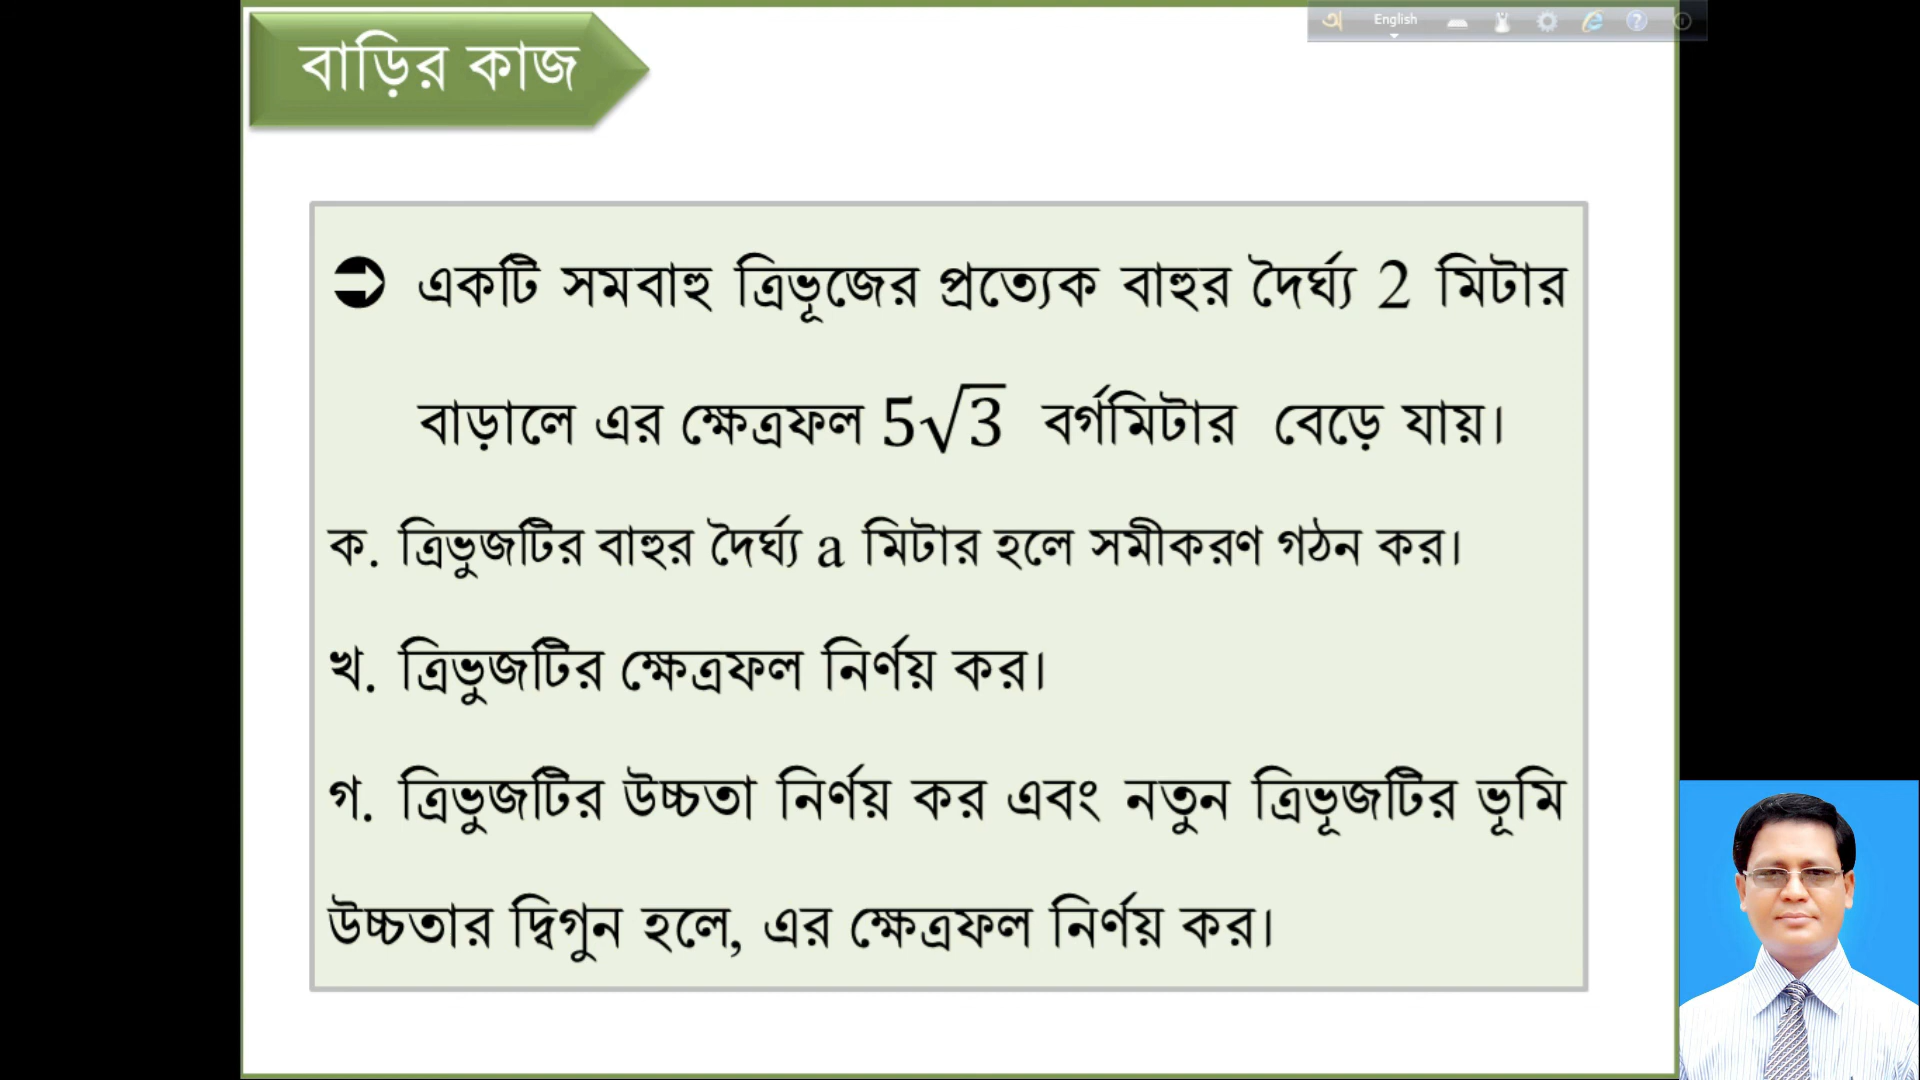 English
বাড়ির কাজ
➲ একটি সমবাহু ত্রিভূজের প্রত্যেক বাহুর দৈর্ঘ্য 2 মিটার
বাড়ালে এর ক্ষেত্রফল 5√3 বর্গমিটার বেড়ে যায়।
ক. ত্রিভুজটির বাহুর দৈর্ঘ্য a মিটার হলে সমীকরণ গঠন কর।
খ. ত্রিভুজটির ক্ষেত্রফল নির্ণয় কর।
গ. ত্রিভুজটির উচ্চতা নির্ণয় কর এবং নতুন ত্রিভূজটির ভূমি
উচ্চতার দ্বিগুন হলে, এর ক্ষেত্রফল নির্ণয় কর।